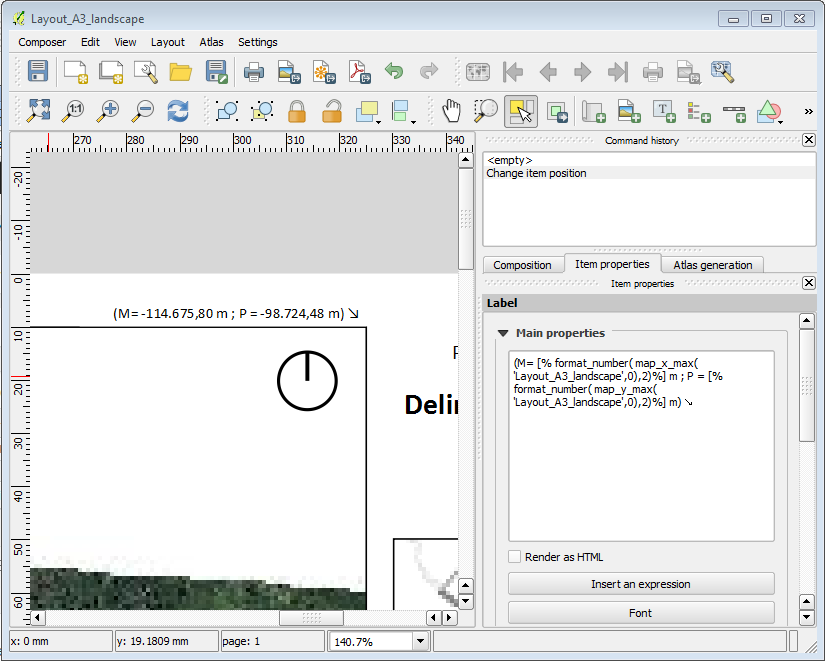 Layout_A3_landscape
Composer Edit View Layout Atlas Settings
1:1
T
»
270 280 290 300 310 320 330 340
-20
-10
0
10
20
30
40
50
60
(M= -114.675,80 m ; P = -98.724,48 m) ↘
Delin
Command history
<empty>
Change item position
Composition Item properties Atlas generation
Item properties
Label
Main properties
(M= [% format_number( map_x_max(
'Layout_A3_landscape',0),2)%] m ; P = [%
format_number( map_y_max(
'Layout_A3_landscape',0),2)%] m) ↘
Render as HTML
Insert an expression
Font
x: 0 mm y: 19.1809 mm page: 1 140.7%